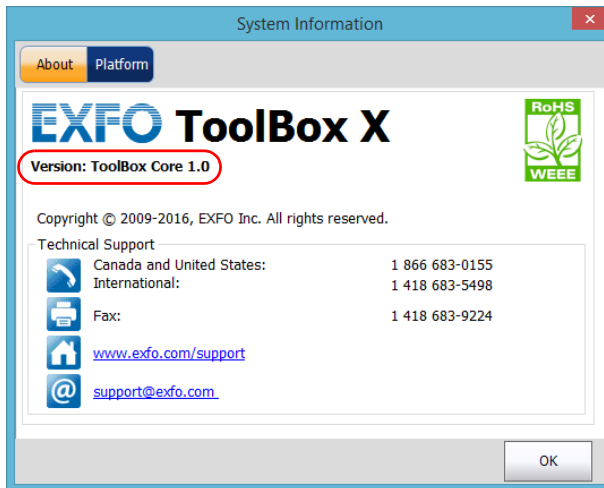 System Information
About Platform
EXFO ToolBox X
RoHS
WEEE
Version: ToolBox Core 1.0
Copyright © 2009-2016, EXFO Inc. All rights reserved.
Technical Support
Canada and United States: 1 866 683-0155
International: 1 418 683-5498
Fax: 1 418 683-9224
www.exfo.com/support
support@exfo.com
OK